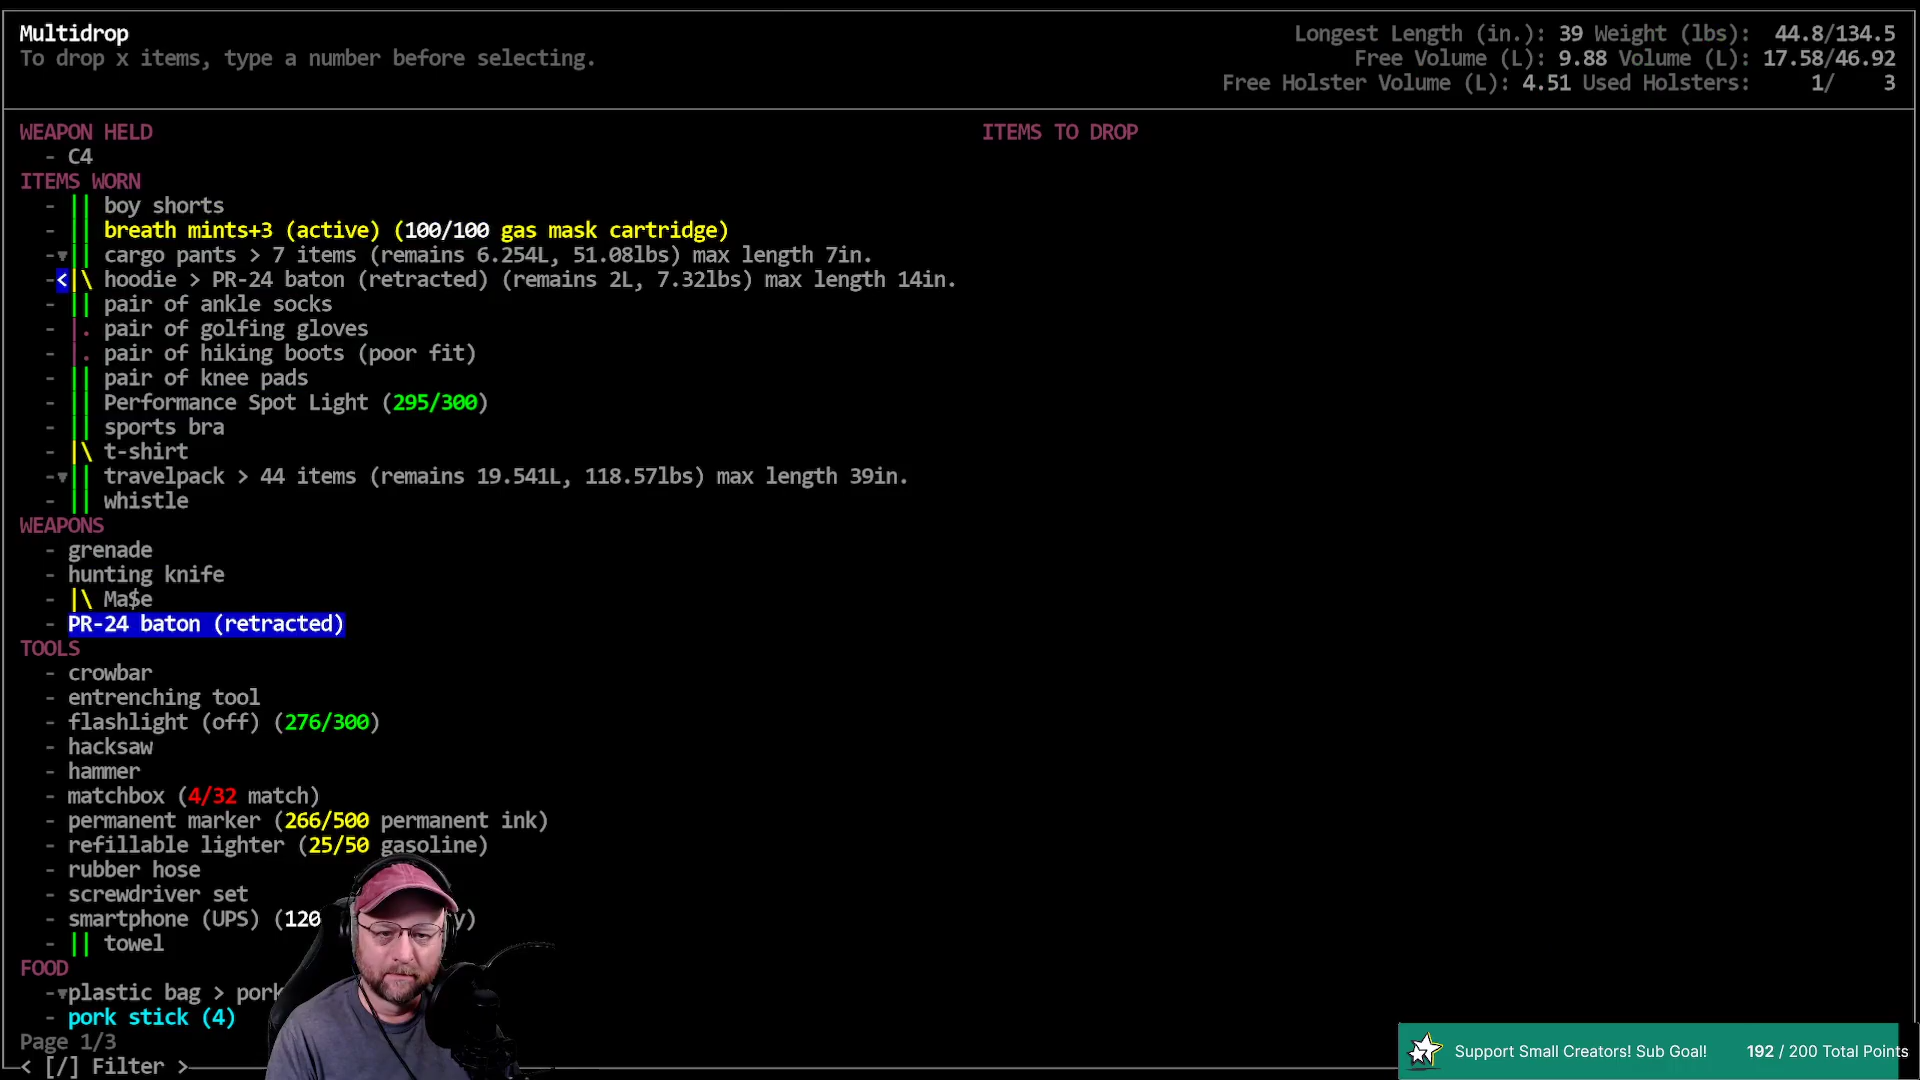 Multidrop
To drop x items, type a number before selecting.
Longest Length (in.): 39 Weight (lbs): 44.8/134.5
Free Volume (L): 9.88 Volume (L): 17.58/46.92
Free Holster Volume (L): 4.51 Used Holsters: 1/ 3
WEAPON HELD
- C4
ITEMS WORN
- || boy shorts
- || breath mints+3 (active) (100/100 gas mask cartridge)
-▼|| cargo pants > 7 items (remains 6.254L, 51.08lbs) max length 7in.
-<|\ hoodie > PR-24 baton (retracted) (remains 2L, 7.32lbs) max length 14in.
- || pair of ankle socks
- |. pair of golfing gloves
- |. pair of hiking boots (poor fit)
- || pair of knee pads
- || Performance Spot Light (295/300)
- || sports bra
- |\ t-shirt
-▼|| travelpack > 44 items (remains 19.541L, 118.57lbs) max length 39in.
- || whistle
WEAPONS
- grenade
- hunting knife
- |\ Ma$e
- PR-24 baton (retracted)
TOOLS
- crowbar
- entrenching tool
- flashlight (off) (276/300)
- hacksaw
- hammer
- matchbox (4/32 match)
- permanent marker (266/500 permanent ink)
- refillable lighter (25/50 gasoline)
- rubber hose
- screwdriver set
- smartphone (UPS) (120 y)
- || towel
FOOD
-▼plastic bag > pork
- pork stick (4)
Page 1/3
< [/] Filter >
ITEMS TO DROP
Support Small Creators! Sub Goal! 192 / 200 Total Points